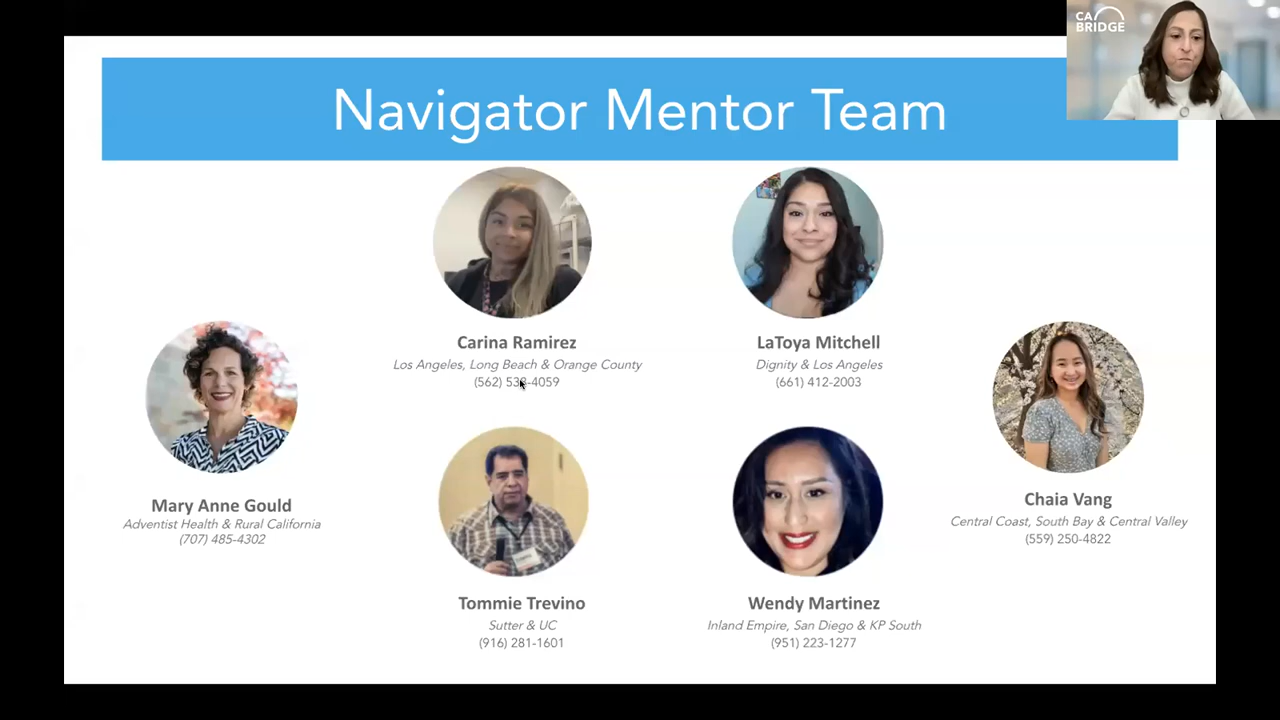 CA
BRIDGE
Navigator Mentor Team
Carina Ramirez
Los Angeles, Long Beach & Orange County
(562) 533-4059
LaToya Mitchell
Dignity & Los Angeles
(661) 412-2003
Mary Anne Gould
Adventist Health & Rural California
(707) 485-4302
Chaia Vang
Central Coast, South Bay & Central Valley
(559) 250-4822
Tommie Trevino
Sutter & UC
(916) 281-1601
Wendy Martinez
Inland Empire, San Diego & KP South
(951) 223-1277